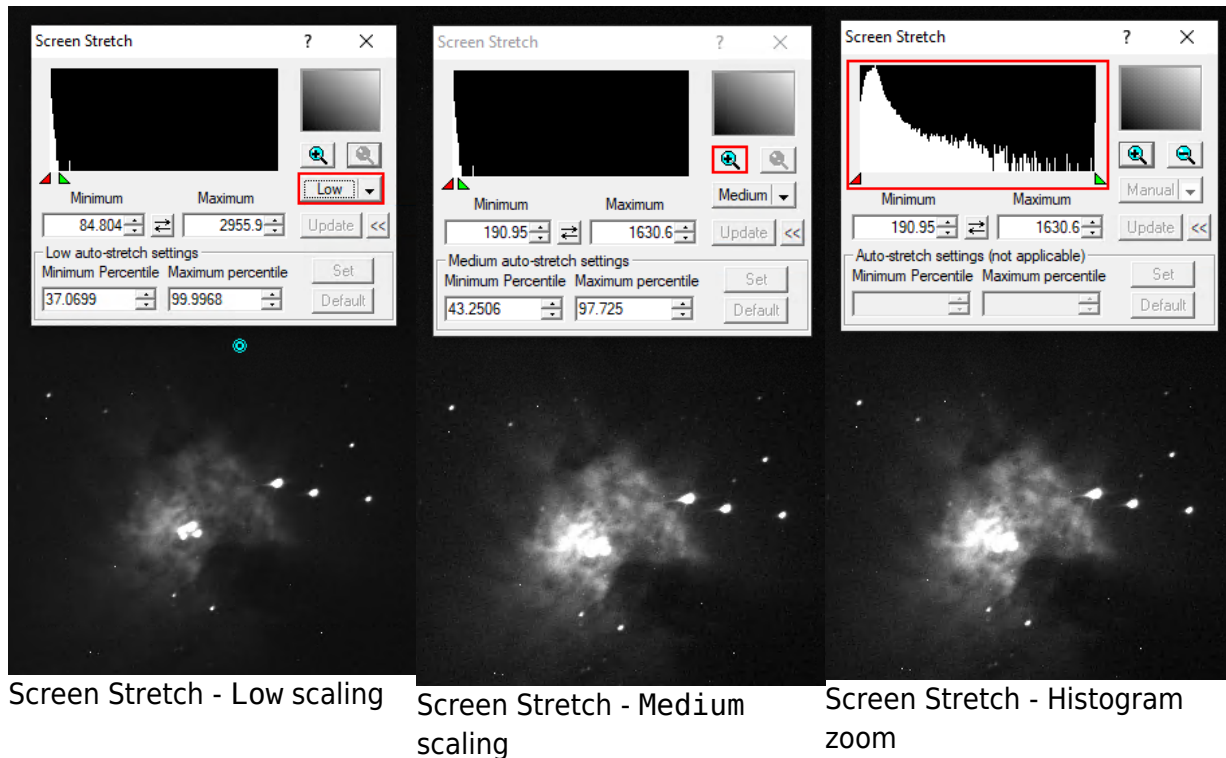 Screen Stretch ? ×
Low
Minimum Maximum
84.804 2955.9 Update <<
Low auto-stretch settings
Minimum Percentile Maximum percentile Set
37.0699 99.9968 Default
Screen Stretch - Low scaling
Screen Stretch ? ×
Medium
Minimum Maximum
190.95 1630.6 Update <<
Medium auto-stretch settings
Minimum Percentile Maximum percentile Set
43.2506 97.725 Default
Screen Stretch - Medium
scaling
Screen Stretch ? ×
Manual
Minimum Maximum
190.95 1630.6 Update <<
Auto-stretch settings (not applicable)
Minimum Percentile Maximum percentile Set
Default
Screen Stretch - Histogram
zoom